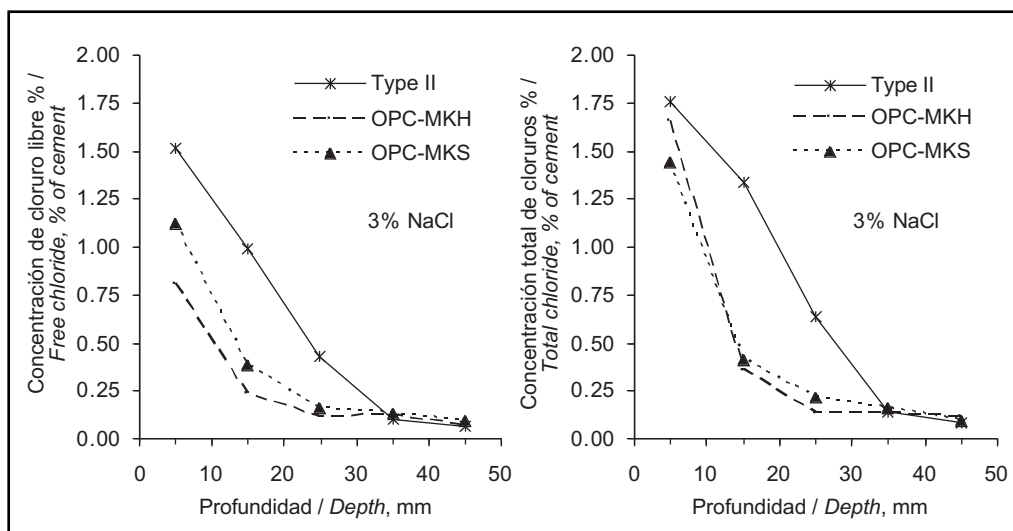 Concentración de cloruro libre % /
Free chloride, % of cement
2.00
1.75
1.50
1.25
1.00
0.75
0.50
0.25
0.00
Type II
OPC-MKH
OPC-MKS
3% NaCl
0 10 20 30 40 50
Profundidad / Depth, mm
Concentración total de cloruros % /
Total chloride, % of cement
2.00
1.75
1.50
1.25
1.00
0.75
0.50
0.25
0.00
Type II
OPC-MKH
OPC-MKS
3% NaCl
0 10 20 30 40 50
Profundidad / Depth, mm